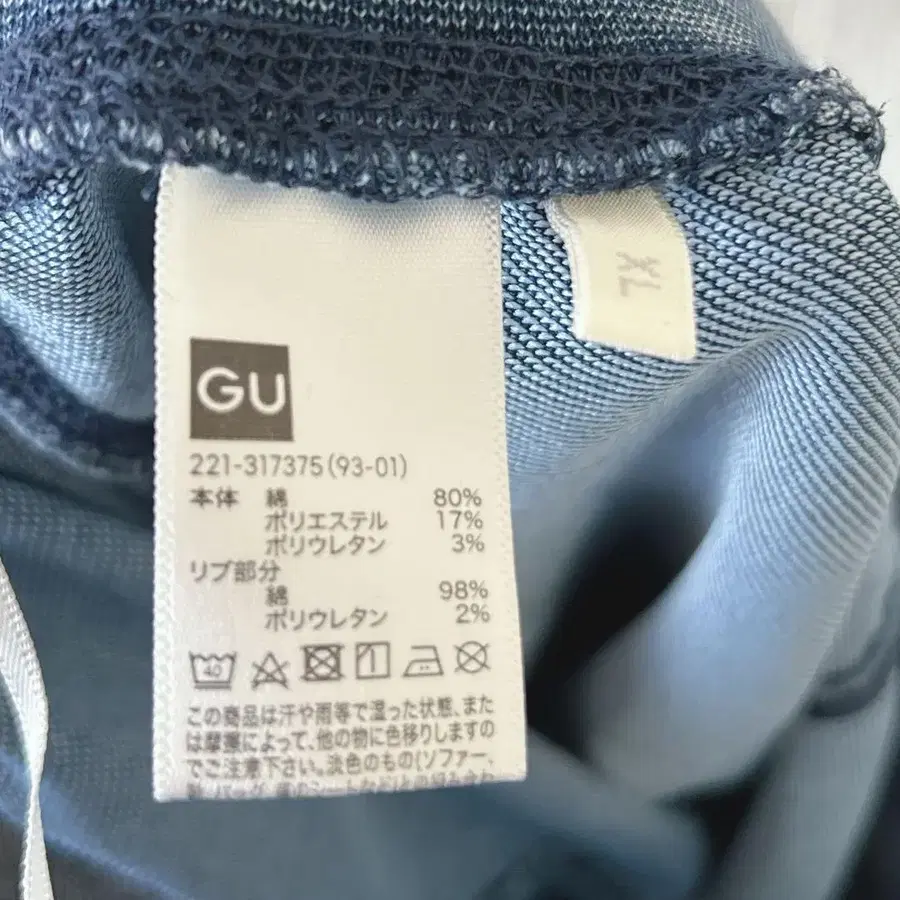 XL
GU
221-317375(93-01)
本体 綿 80%
ポリエステル 17%
ポリウレタン 3%
リブ部分
綿 98%
ポリウレタン 2%
40
この商品は汗や雨等で湿った状態、また
は摩擦によって、他の物に色移りしますの
でご注意下さい。淡色のもの(ソファー、